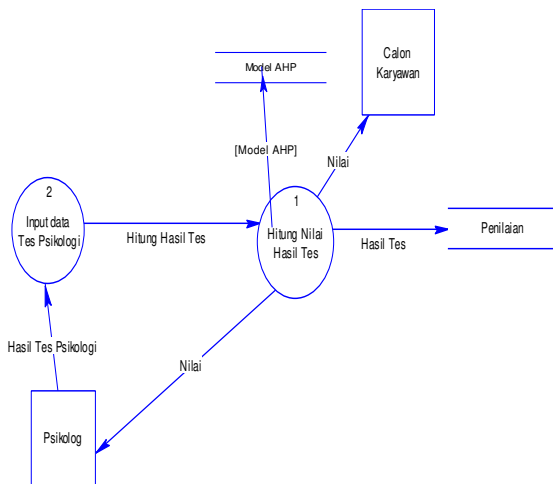 Calon
Karyawan
Model AHP
[Model AHP]
Nilai
2
Input data
Tes Psikologi
Hitung Hasil Tes
1
Hitung Nilai
Hasil Tes
Hasil Tes
Penilaian
Hasil Tes Psikologi
Nilai
Psikolog